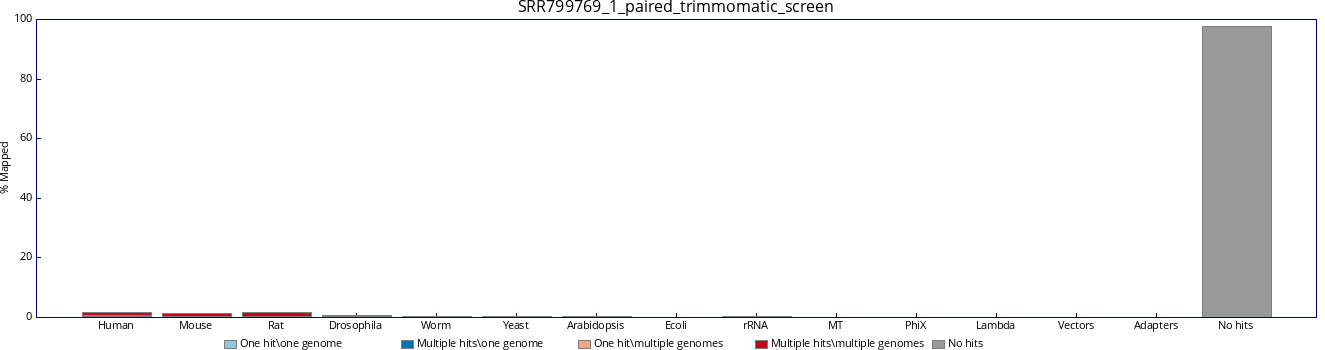 SRR799769_1_paired_trimmomatic_screen
100
80
60
40
20
0
% Mapped
Human Mouse Rat Drosophila Worm Yeast Arabidopsis Ecoli rRNA MT PhiX Lambda Vectors Adapters No hits
One hit\one genome Multiple hits\one genome One hit\multiple genomes Multiple hits\multiple genomes No hits